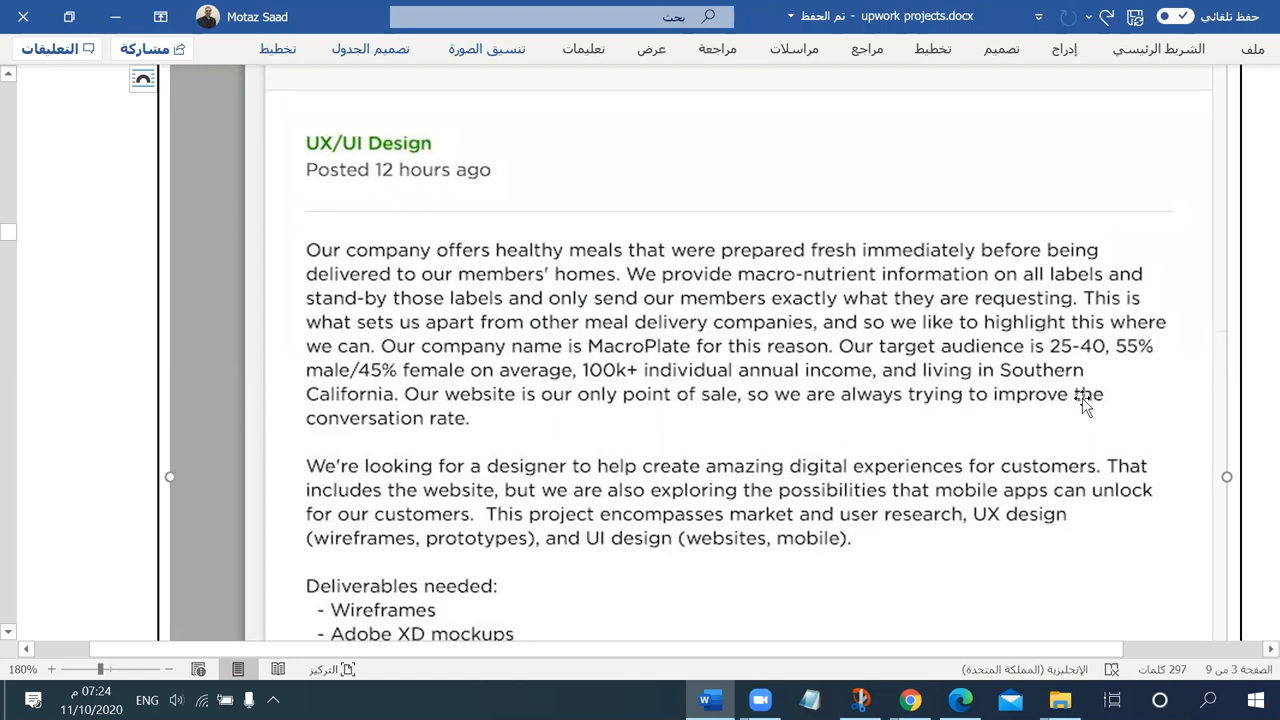 Motaz Saad
بحث
upwork projects.docx - تم الحفظ
حفظ تلقائي
ملف
الشريط الرئيسي
إدراج
تصميم
تخطيط
مراجع
مراسلات
مراجعة
عرض
تعليمات
تنسيق الصورة
تصميم الجدول
تخطيط
مشاركة
التعليقات
UX/UI Design
Posted 12 hours ago
Our company offers healthy meals that were prepared fresh immediately before being
delivered to our members' homes. We provide macro-nutrient information on all labels and
stand-by those labels and only send our members exactly what they are requesting. This is
what sets us apart from other meal delivery companies, and so we like to highlight this where
we can. Our company name is MacroPlate for this reason. Our target audience is 25-40, 55%
male/45% female on average, 100k+ individual annual income, and living in Southern
California. Our website is our only point of sale, so we are always trying to improve the
conversation rate.
We're looking for a designer to help create amazing digital experiences for customers. That
includes the website, but we are also exploring the possibilities that mobile apps can unlock
for our customers.  This project encompasses market and user research, UX design
(wireframes, prototypes), and UI design (websites, mobile).
Deliverables needed:
- Wireframes
- Adobe XD mockups
الصفحة 3 من 9
297 كلمات
الإنجليزية (المملكة المتحدة)
التركيز
180%
ENG
07:24 م
11/10/2020